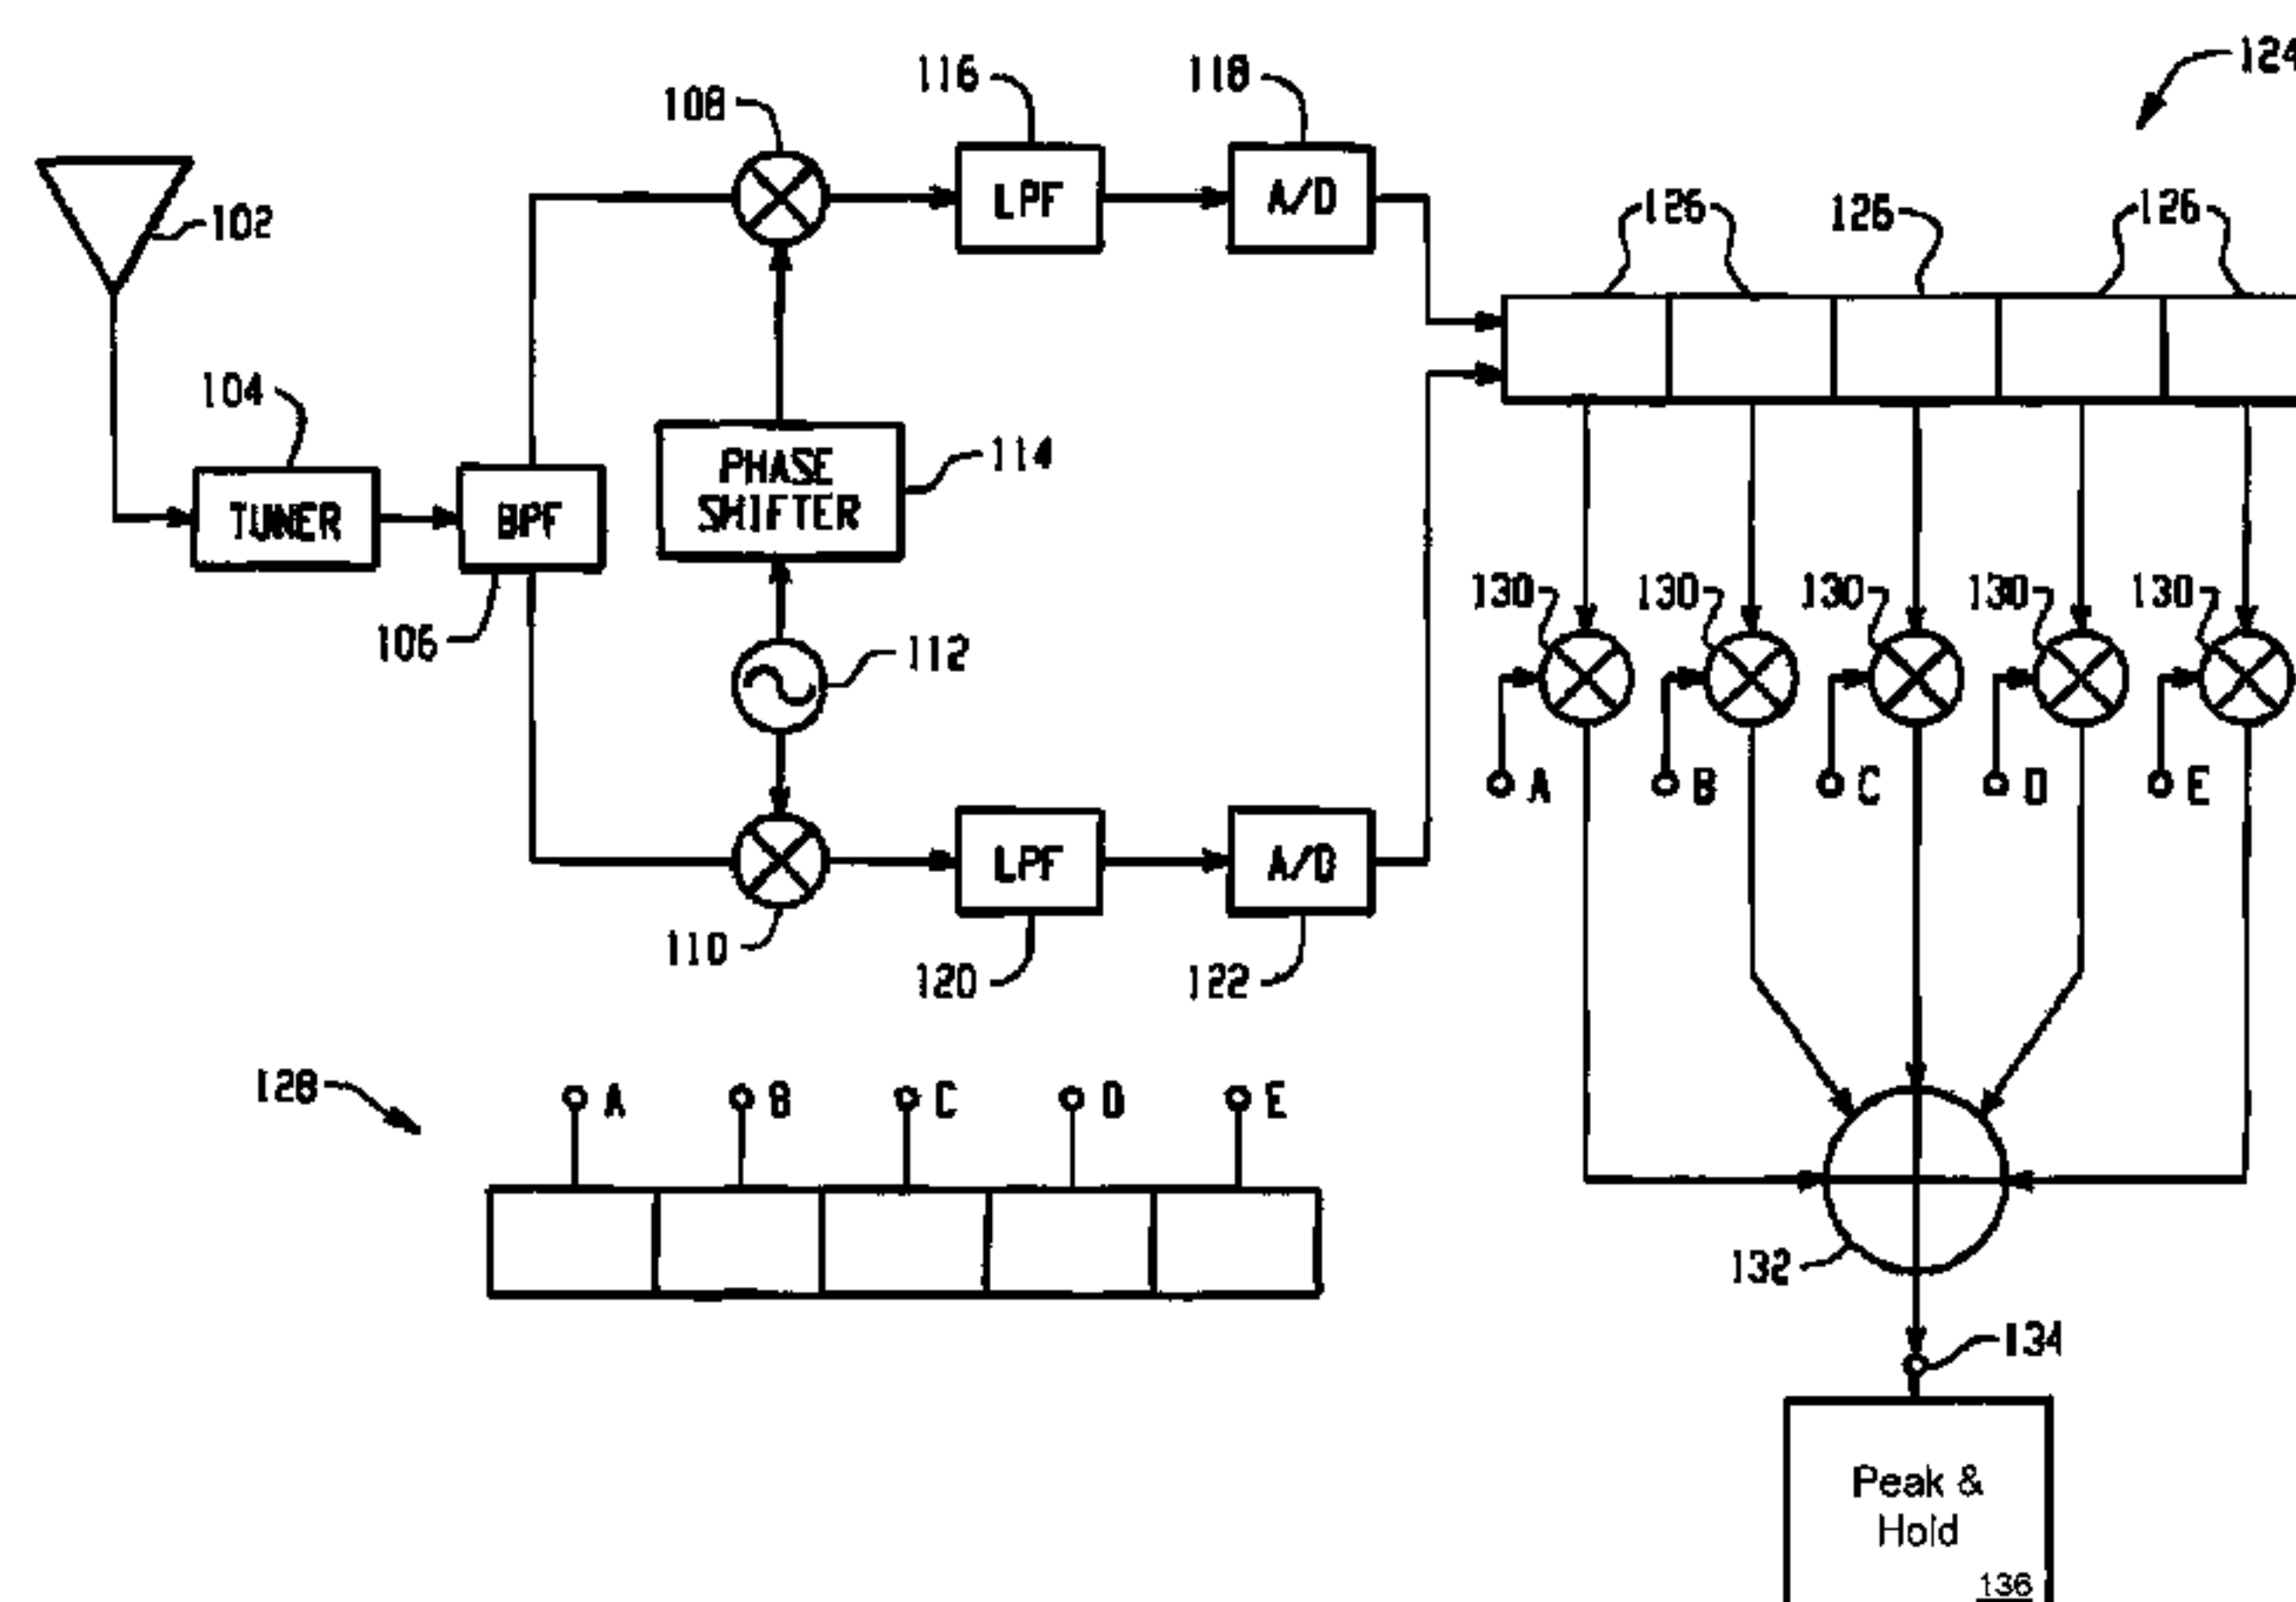 124
116
118
108
126
126
126
102
LPF
A/D
104
PHASE
SHIFTER
114
TUNER
BPF
106
112
130
130
130
130
130
A
B
C
D
E
LPF
A/D
110
120
122
128
A
B
C
D
E
132
134
Peak &
Hold
136